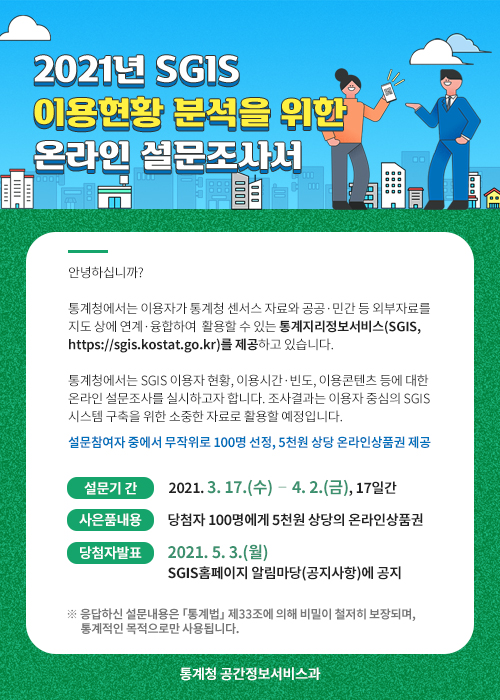 2021년 SGIS
이용현황 분석을 위한
온라인 설문조사서
안녕하십니까?
통계청에서는 이용자가 통계청 센서스 자료와 공공·민간 등 외부자료를
지도 상에 연계·융합하여 활용할 수 있는 통계지리정보서비스(SGIS,
https://sgis.kostat.go.kr)를 제공하고 있습니다.
통계청에서는 SGIS 이용자 현황, 이용시간·빈도, 이용콘텐츠 등에 대한
온라인 설문조사를 실시하고자 합니다. 조사결과는 이용자 중심의 SGIS
시스템 구축을 위한 소중한 자료로 활용할 예정입니다.
설문참여자 중에서 무작위로 100명 선정, 5천원 상당 온라인상품권 제공
설문기 간 2021. 3. 17.(수) – 4. 2.(금), 17일간
사은품내용 당첨자 100명에게 5천원 상당의 온라인상품권
당첨자발표 2021. 5. 3.(월)
SGIS홈페이지 알림마당(공지사항)에 공지
※ 응답하신 설문내용은 「통계법」 제33조에 의해 비밀이 철저히 보장되며,
통계적인 목적으로만 사용됩니다.
통계청 공간정보서비스과